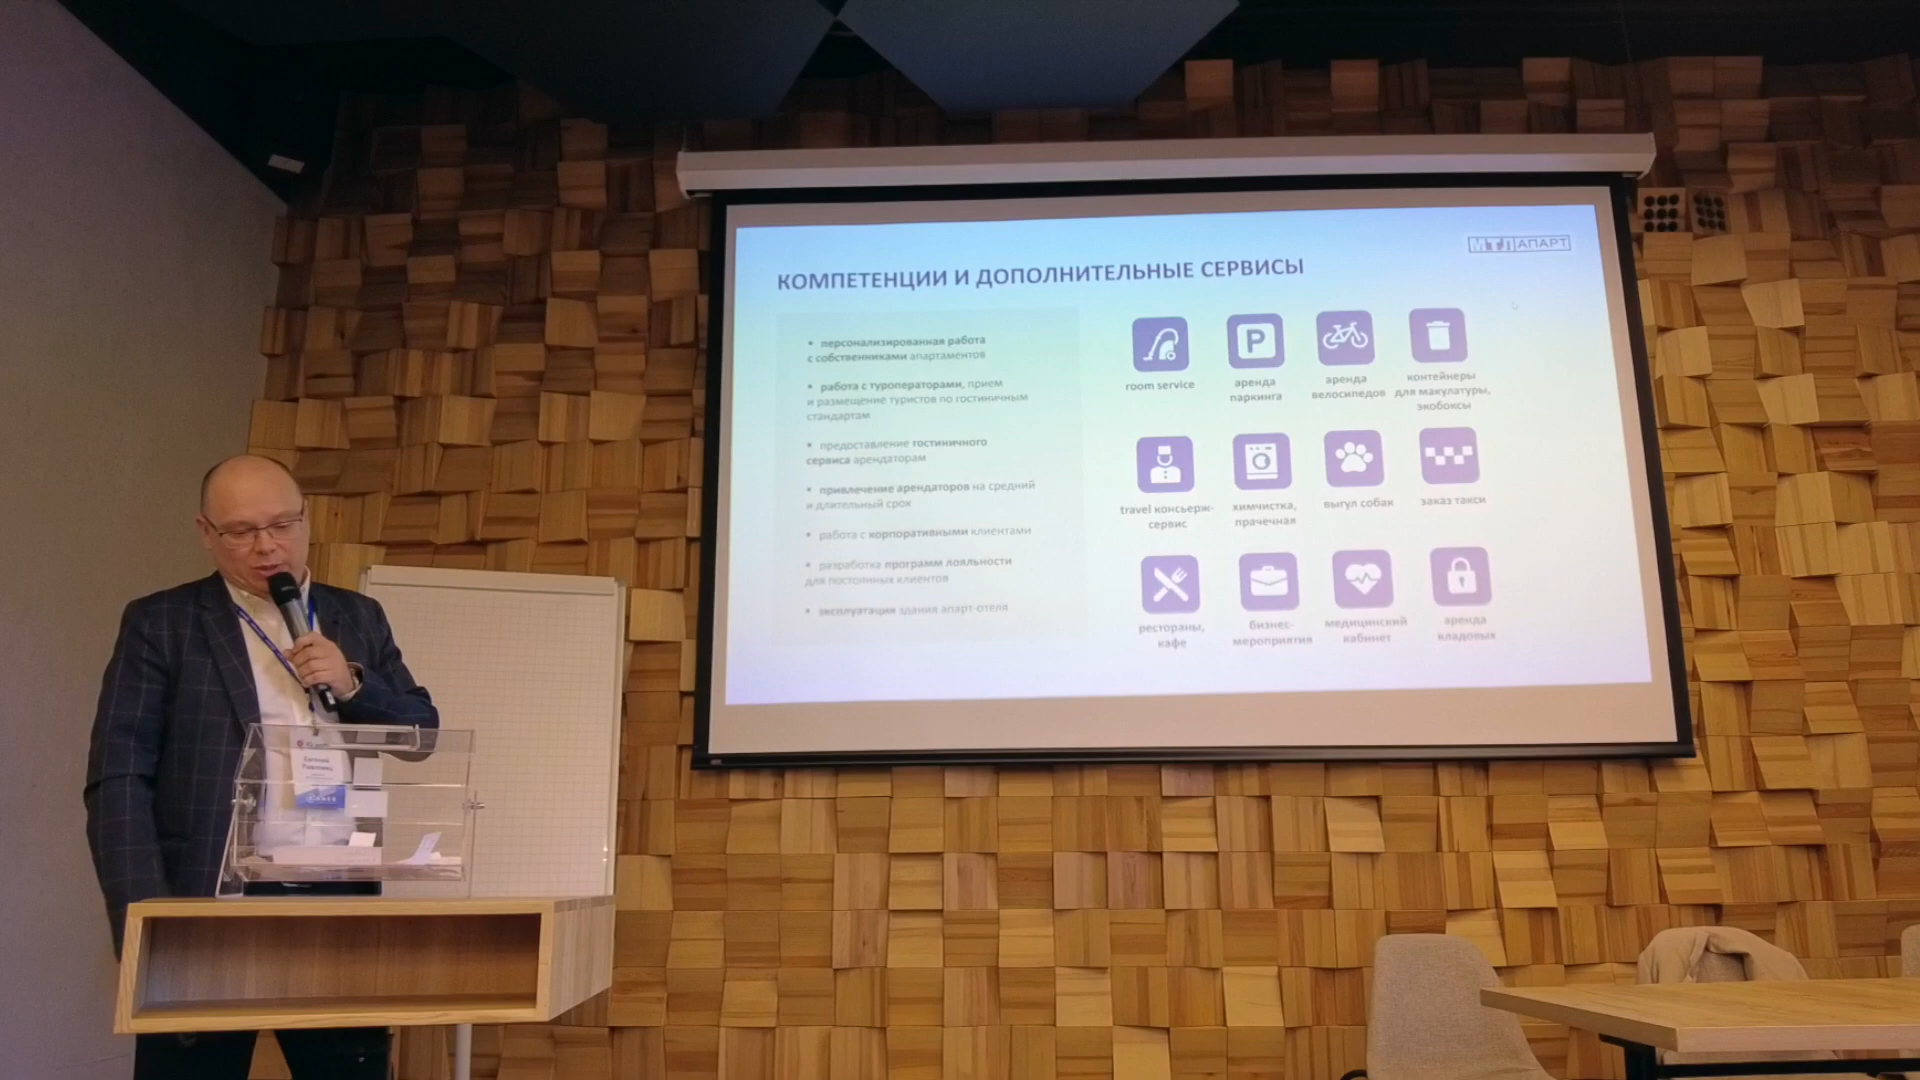 МТЛ АПАРТ
КОМПЕТЕНЦИИ И ДОПОЛНИТЕЛЬНЫЕ СЕРВИСЫ
• персонализированная работа
с собственниками апартаментов
• работа с туроператорами, прием
и размещение туристов по гостиничным
стандартам
• предоставление гостиничного
сервиса арендаторам
• привлечение арендаторов на средний
и длительный срок
• работа с корпоративными клиентами
• разработка программ лояльности
для постоянных клиентов
• эксплуатация здания апарт-отеля
room service
P
аренда
паркинга
аренда
велосипедов
контейнеры
для макулатуры,
экобоксы
travel консьерж-
сервис
химчистка,
прачечная
выгул собак
заказ такси
рестораны,
кафе
бизнес-
мероприятия
медицинский
кабинет
аренда
кладовых
Евгений